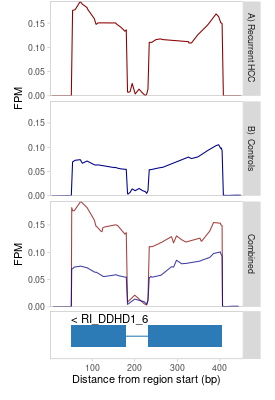 0.15
0.10
0.05
0.00
FPM
A) Recurrent HCC
0.15
0.10
0.05
0.00
B) Controls
0.15
0.10
0.05
0.00
FPM
Combined
< RI_DDHD1_6
100
200
300
400
Distance from region start (bp)